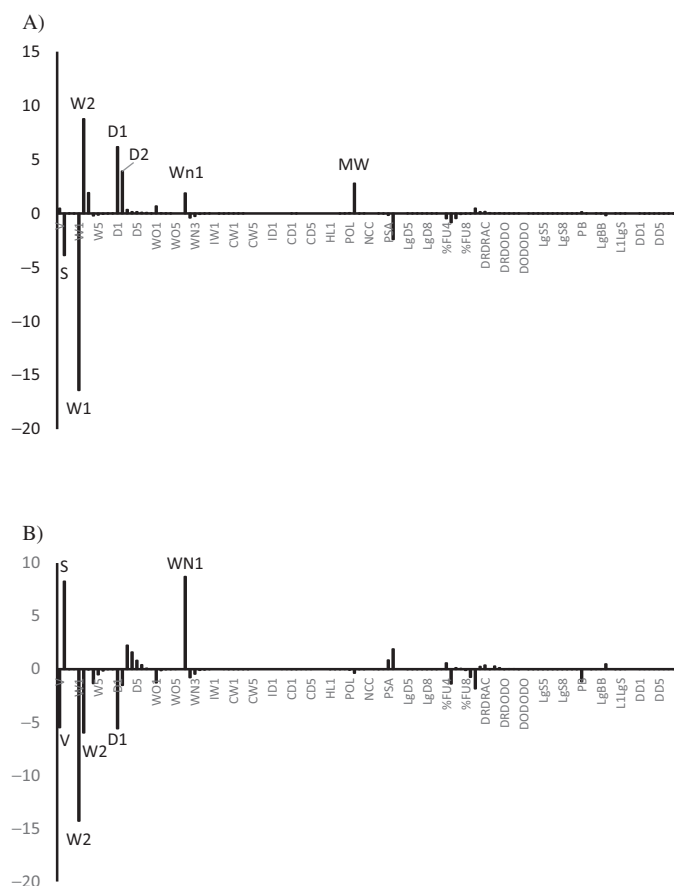 A)
15
10
5
0
−5
−10
−15
−20
W2
D1
D2
Wn1
MW
S
W1
V W1 W5 D1 D5 WO1 WO5 WN3 IW1 CW1 CW5 ID1 CD1 CD5 HL1 POL NCC PSA LgD5 LgD8 %FU4 %FU8 DRDRAC DRDODO DODODO LgS5 LgS8 PB LgBB L1LgS DD1 DD5
B)
10
5
0
−5
−10
−15
−20
S
WN1
V
W2
D1
W2
V W1 W5 D1 D5 WO1 WO5 WN3 IW1 CW1 CW5 ID1 CD1 CD5 HL1 POL NCC PSA LgD5 LgD8 %FU4 %FU8 DRDRAC DRDODO DODODO LgS5 LgS8 PB LgBB L1LgS DD1 DD5